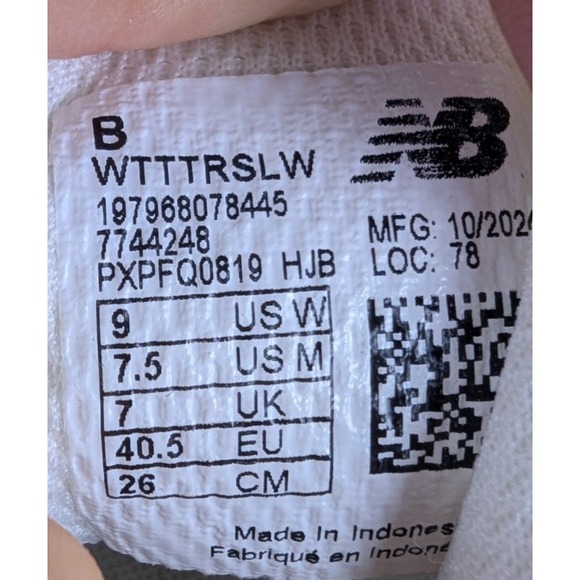 B
NB
WTTTRSLW
197968078445
7744248
MFG: 10/202
PXPFQ0819 HJB
LOC: 78
9 US W
7.5 US M
7 UK
40.5 EU
26 CM
Made in Indones
Fabriqué en Indone